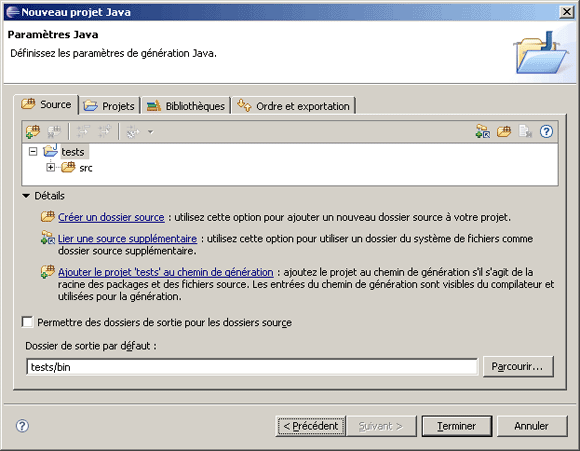 Nouveau projet Java
Paramètres Java
Définissez les paramètres de génération Java.
Source Projets Bibliothèques Ordre et exportation
tests
src
Détails
Créer un dossier source : utilisez cette option pour ajouter un nouveau dossier source à votre projet.
Lier une source supplémentaire : utilisez cette option pour utiliser un dossier du système de fichiers comme
dossier source supplémentaire.
Ajouter le projet 'tests' au chemin de génération : ajoutez le projet au chemin de génération s'il s'agit de la
racine des packages et des fichiers source. Les entrées du chemin de génération sont visibles du compilateur et
utilisées pour la génération.
Permettre des dossiers de sortie pour les dossiers source
Dossier de sortie par défaut :
tests/bin
Parcourir...
< Précédent Suivant > Terminer Annuler